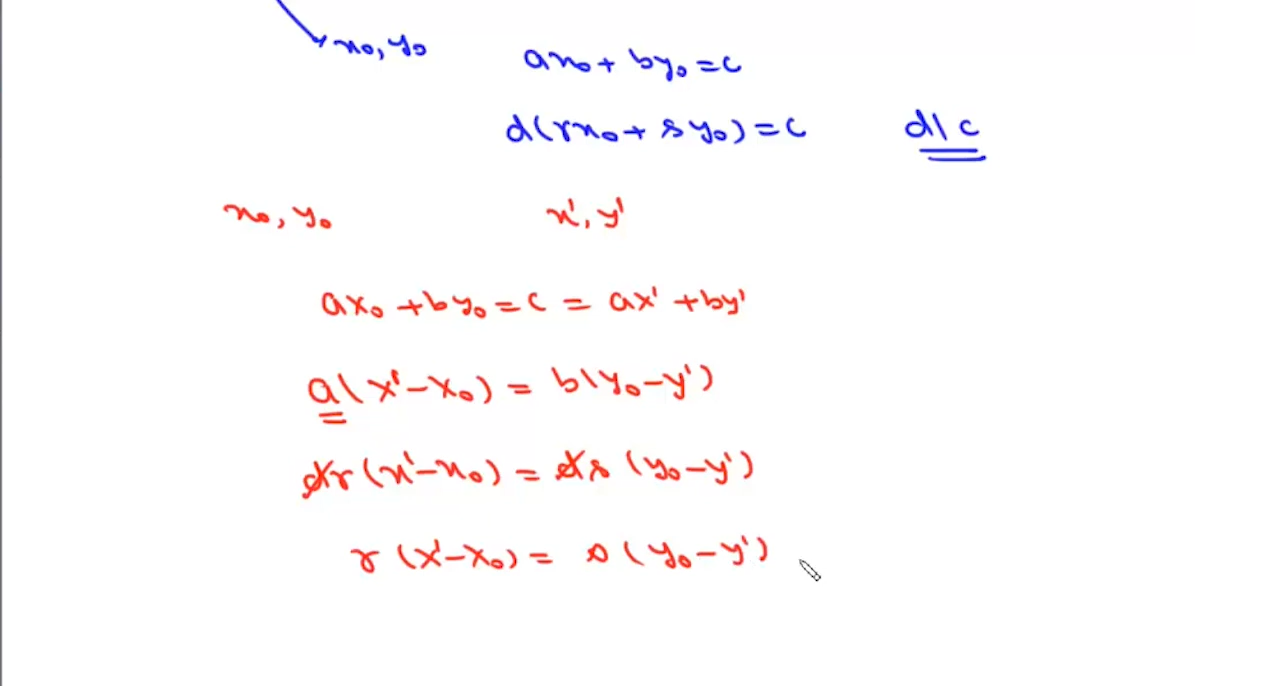 x₀, y₀
ax₀ + by₀ = c
d(rx₀ + sy₀) = c d|c
x₀, y₀ x', y'
ax₀ + by₀ = c = ax' + by'
a(x' - x₀) = b(y₀ - y')
dr(x' - x₀) = ds(y₀ - y')
r(x' - x₀) = s(y₀ - y')